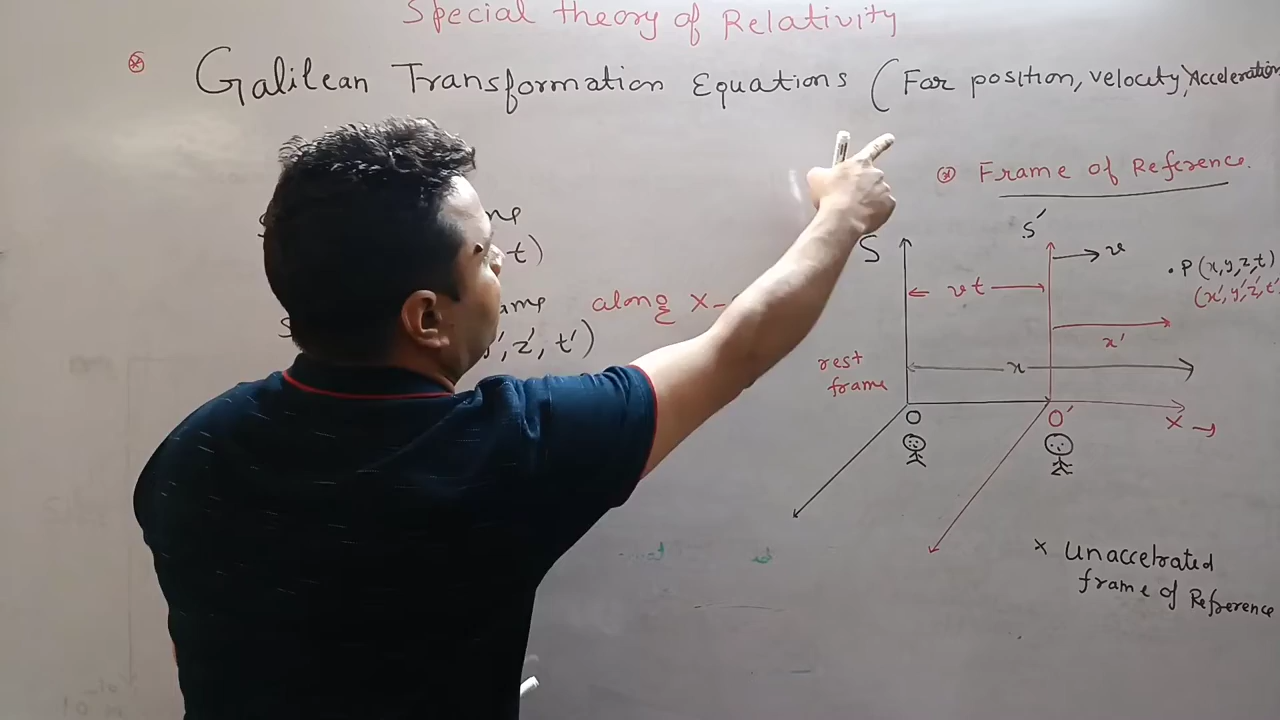 Special theory of Relativity
Galilean Transformation Equations (For position, velocity, Acceleration
Frame of Reference.
S'
S
v
t)
P (x, y, z, t)
(x', y', z', t'
vt
along x-
x'
z', t')
rest
frame
x
O
O'
X
x Unaccelrated
frame of Reference